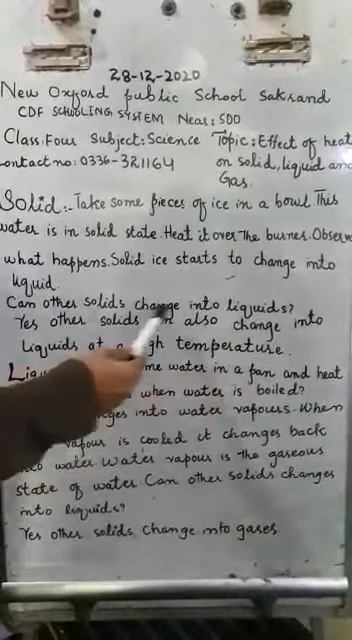 28-12-2020
New Oxford public School Sakrand
CDF SCHOOLING SYSTEM Near: SDO
Class: Four Subject: Science Topic: Effect of heat
contact no: 0336-321164 on solid, liquid and
Gas.
Solid:- Take some pieces of ice in a bowl This
water is in solid state. Heat it over the burner. Observe
what happens. Solid ice starts to change into
liquid.
Can other solids change into liquids?
Yes other solids also change into
Liquids at a temperature.
water in a pan and heat
when water is boiled?
into water vapours. When
vapour is cooled it changes back
water. Water vapour is the gaseous
state of water Can other solids changes
into liquids?
Yes other solids change into gases